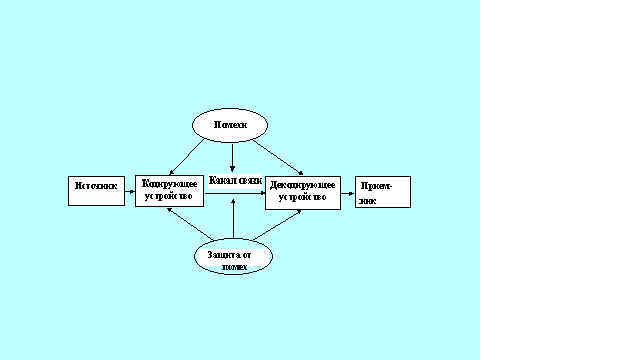 Помехи
Источник
Кодирующее
устройство
Канал связи
Декодирующее
устройство
Прием-
ник
Защита от
помех